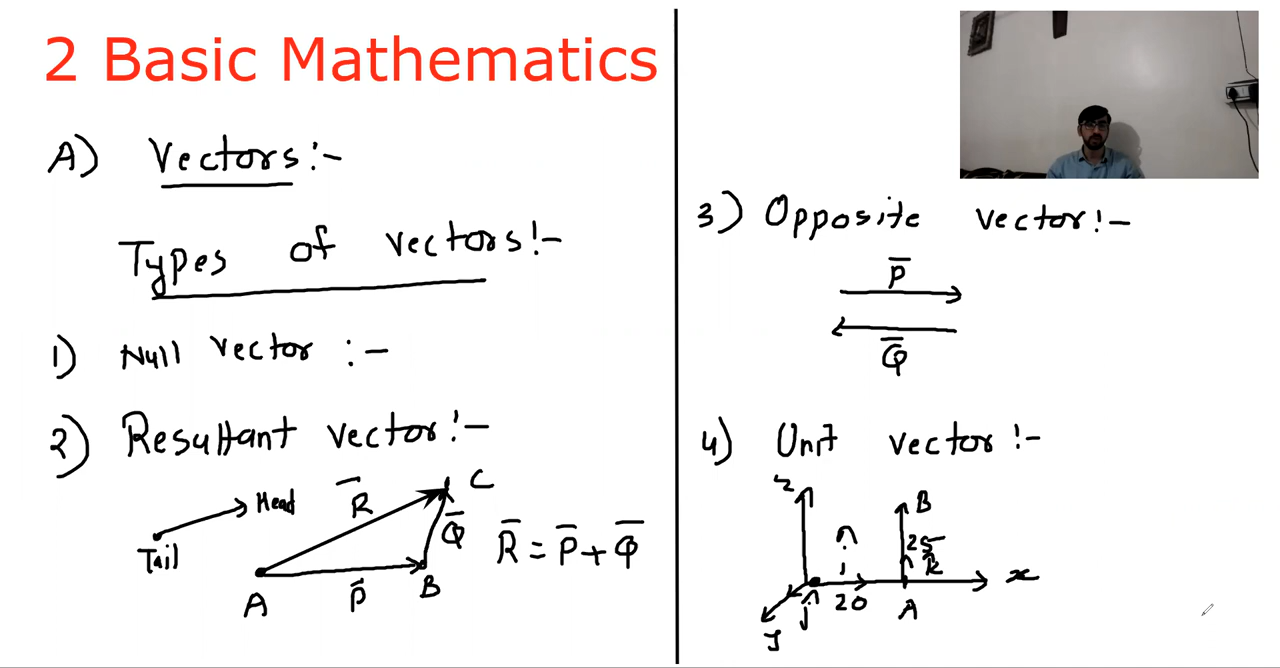 2 Basic Mathematics
A) Vectors:-
Types of vectors:-
1) Null vector :-
2) Resultant vector:-
Tail
Head
A
B
C
P̅
Q̅
R̅
R̅ = P̅ + Q̅
3) Opposite vector:-
P̅
Q̅
4) Unit vector:-
z
B
î
25
k̂
x
ĵ
20
A
y